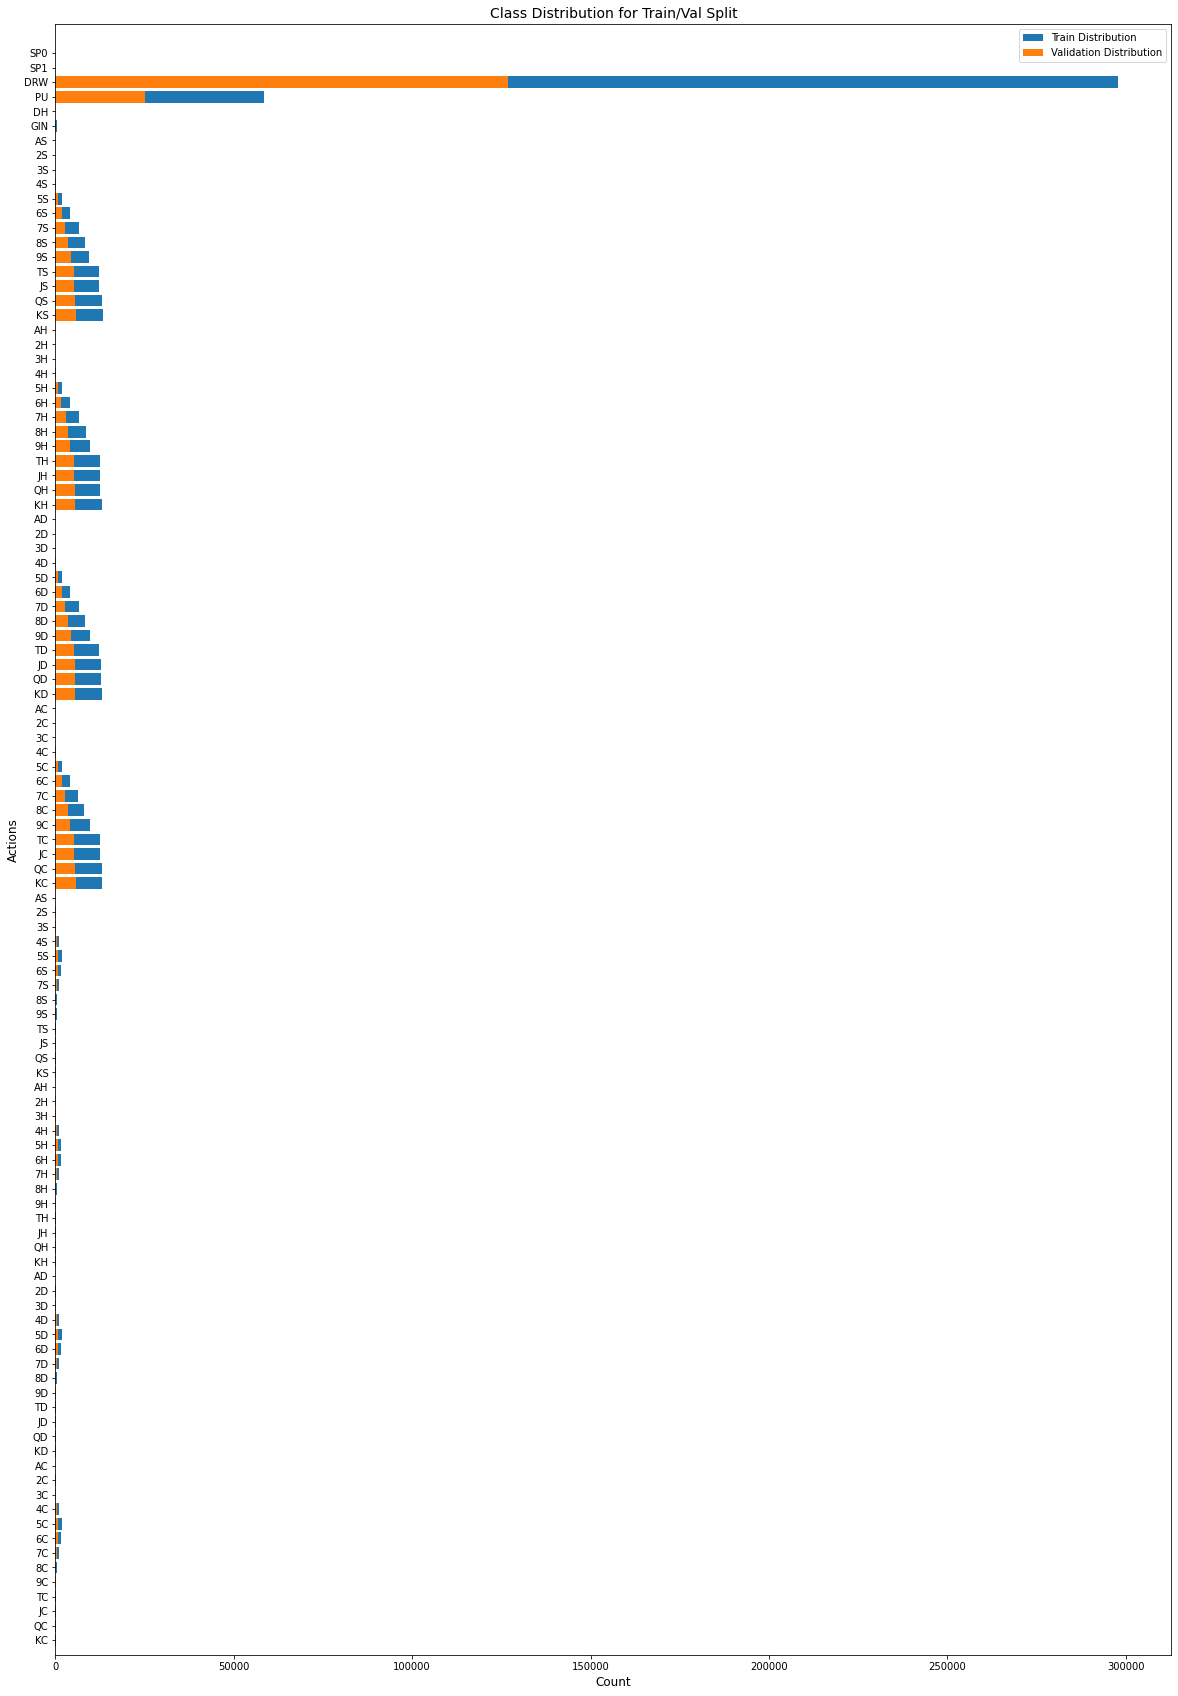 Class Distribution for Train/Val Split
Train Distribution
Validation Distribution
SP0
SP1
DRW
PU
DH
GIN
AS
2S
3S
4S
5S
6S
7S
8S
9S
TS
JS
QS
KS
AH
2H
3H
4H
5H
6H
7H
8H
9H
TH
JH
QH
KH
AD
2D
3D
4D
5D
6D
7D
8D
9D
TD
JD
QD
KD
AC
2C
3C
4C
5C
6C
7C
8C
9C
TC
JC
QC
KC
AS
2S
3S
4S
5S
6S
7S
8S
9S
TS
JS
QS
KS
AH
2H
3H
4H
5H
6H
7H
8H
9H
TH
JH
QH
KH
AD
2D
3D
4D
5D
6D
7D
8D
9D
TD
JD
QD
KD
AC
2C
3C
4C
5C
6C
7C
8C
9C
TC
JC
QC
KC
Actions
0 50000 100000 150000 200000 250000 300000
Count